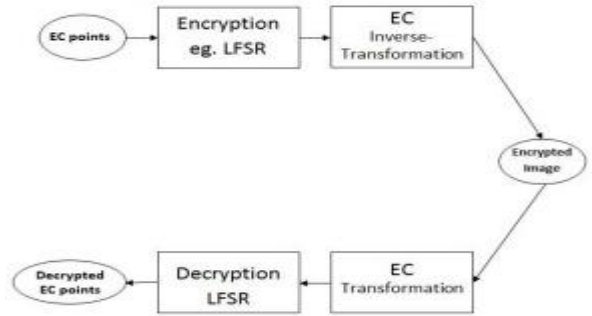 EC points
Encryption
eg. LFSR
EC
Inverse-
Transformation
Encrypted
Image
EC
Transformation
Decryption
LFSR
Decrypted
EC points